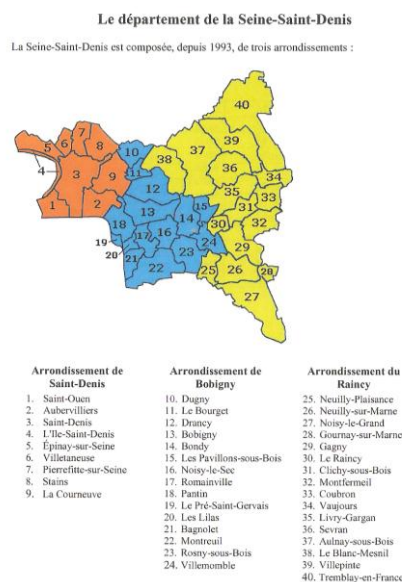 Le département de la Seine-Saint-Denis
La Seine-Saint-Denis est composée, depuis 1993, de trois arrondissements :
40
7
5
6
8
10
37
39
38
4
3
9
11
36
34
12
35
33
1
2
15
31
13
14
32
18
30
17
16
24
29
19
23
20
21
25
26
28
22
27
Arrondissement de
Saint-Denis
1. Saint-Ouen
2. Aubervilliers
3. Saint-Denis
4. L'Ile-Saint-Denis
5. Épinay-sur-Seine
6. Villetaneuse
7. Pierrefitte-sur-Seine
8. Stains
9. La Courneuve
Arrondissement de
Bobigny
10. Dugny
11. Le Bourget
12. Drancy
13. Bobigny
14. Bondy
15. Les Pavillons-sous-Bois
16. Noisy-le-Sec
17. Romainville
18. Pantin
19. Le Pré-Saint-Gervais
20. Les Lilas
21. Bagnolet
22. Montreuil
23. Rosny-sous-Bois
24. Villemomble
Arrondissement du
Raincy
25. Neuilly-Plaisance
26. Neuilly-sur-Marne
27. Noisy-le-Grand
28. Gournay-sur-Marne
29. Gagny
30. Le Raincy
31. Clichy-sous-Bois
32. Montfermeil
33. Coubron
34. Vaujours
35. Livry-Gargan
36. Sevran
37. Aulnay-sous-Bois
38. Le Blanc-Mesnil
39. Villepinte
40. Tremblay-en-France